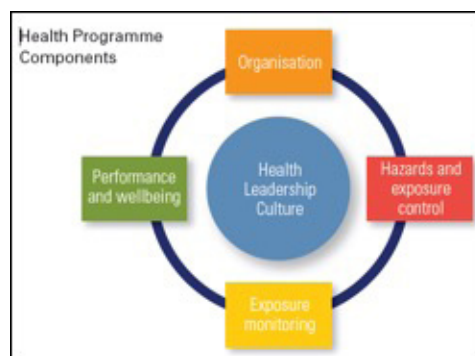 Health Programme
Components
Organisation
Performance
and wellbeing
Health
Leadership
Culture
Hazards and
exposure
control
Exposure
monitoring